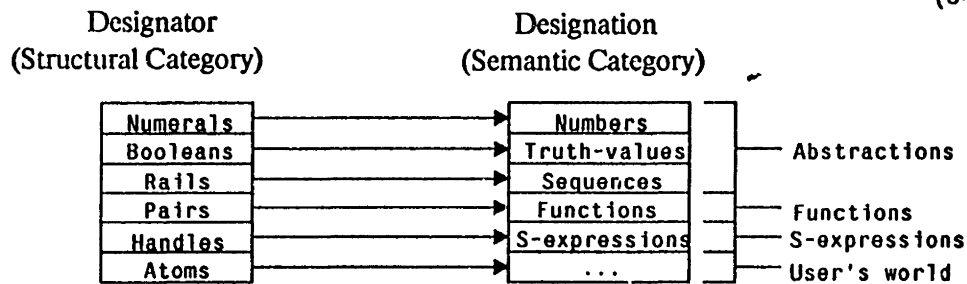 Designator Designation
(Structural Category) (Semantic Category)
Numerals Numbers
Booleans Truth-values Abstractions
Rails Sequences
Pairs Functions Functions
Handles S-expressions S-expressions
Atoms ... User's world